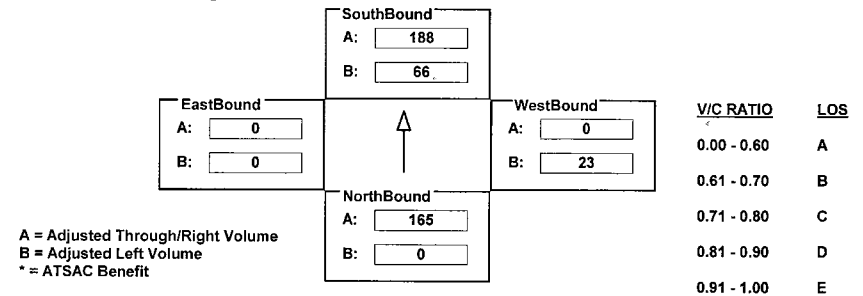 SouthBound
A: 188
B: 66
EastBound
A: 0
B: 0
WestBound
A: 0
B: 23
NorthBound
A: 165
B: 0
A = Adjusted Through/Right Volume
B = Adjusted Left Volume
* = ATSAC Benefit
V/C RATIO LOS
0.00 - 0.60 A
0.61 - 0.70 B
0.71 - 0.80 C
0.81 - 0.90 D
0.91 - 1.00 E